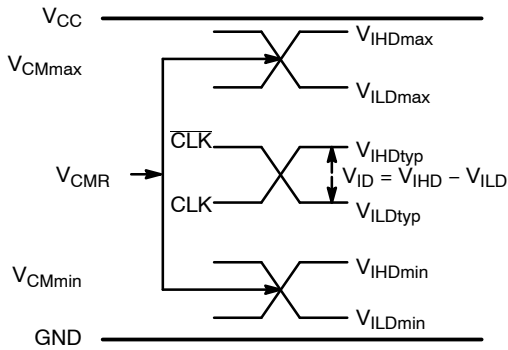 VCC
VIHDmax
VCMmax
VILDmax
CLK
VIHDtyp
VCMR
VID = VIHD − VILD
CLK
VILDtyp
VIHDmin
VCMmin
VILDmin
GND